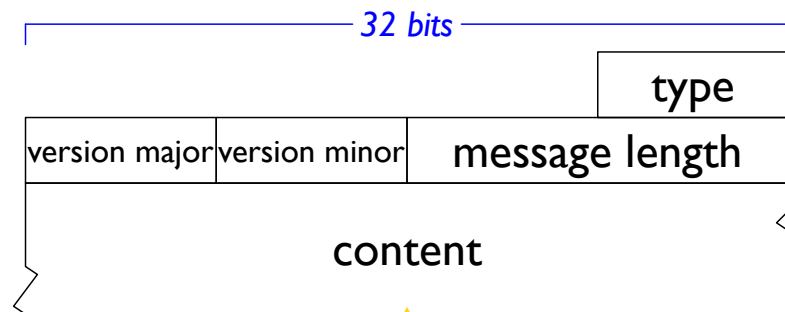 32 bits
type
version major version minor message length
content